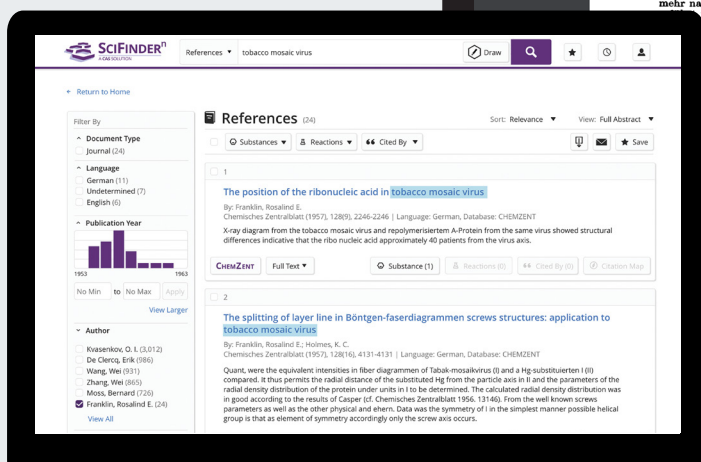 mehr na
SCIFINDERⁿ
A CAS SOLUTION
References
tobacco mosaic virus
Draw
Return to Home
Filter By
Document Type
Journal (24)
Language
German (11)
Undetermined (7)
English (6)
Publication Year
1953
1963
No Min to No Max Apply
View Larger
Author
Kvasenkov, O. I. (3,012)
De Clercq, Erik (986)
Wang, Wei (931)
Zhang, Wei (865)
Moss, Bernard (726)
Franklin, Rosalind E. (24)
View All
References (24)
Sort: Relevance
View: Full Abstract
Substances
Reactions
Cited By
Save
1
The position of the ribonucleic acid in tobacco mosaic virus
By: Franklin, Rosalind E.
Chemisches Zentralblatt (1957), 128(9), 2246-2246 | Language: German, Database: CHEMZENT
X-ray diagram from the tobacco mosaic virus and repolymerisiertem A-Protein from the same virus showed structural
differences indicative that the ribo nucleic acid approximately 40 patients from the virus axis.
CHEMZENT
Full Text
Substance (1)
Reactions (0)
Cited By (0)
Citation Map
2
The splitting of layer line in Böntgen-faserdiagrammen screws structures: application to
tobacco mosaic virus
By: Franklin, Rosalind E.; Holmes, K. C.
Chemisches Zentralblatt (1957), 128(16), 4131-4131 | Language: German, Database: CHEMZENT
Quant, were the equivalent intensities in fiber diagrammen of Tabak-mosaikvirus (I) and a Hg-substituierten I (II)
compared. It thus permits the radial distance of the substituted Hg from the particle axis in II and the parameters of the
radial density distribution of the protein under units in I to be determined. The calculated radial density distribution was
in good according to the results of Casper (cf. Chemisches Zentralblatt 1956. 13146). From the well known screws
parameters as well as the other physical and ehern. Data was the symmetry of I in the simplest manner possible helical
group is that as element of symmetry accordingly only the screw axis occurs.